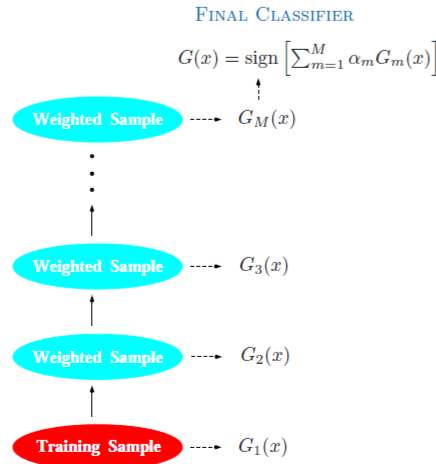 FINAL CLASSIFIER
G(x) = sign [∑_{m=1}^{M} α_m G_m(x)]
Weighted Sample G_M(x)
Weighted Sample G_3(x)
Weighted Sample G_2(x)
Training Sample G_1(x)